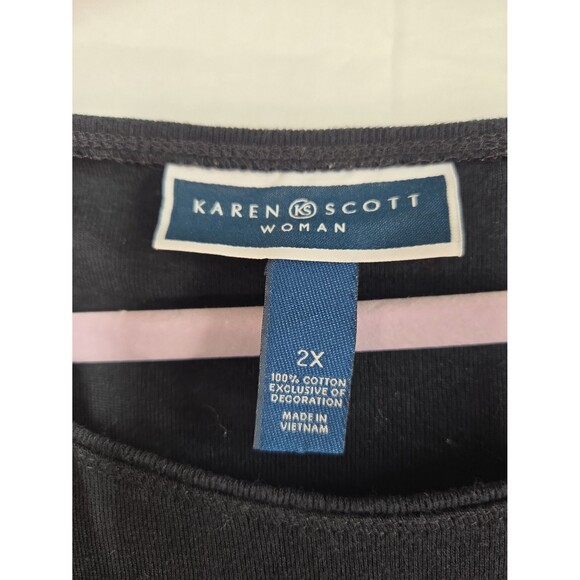 KAREN KS SCOTT
WOMAN
2X
100% COTTON
EXCLUSIVE OF
DECORATION
MADE IN
VIETNAM